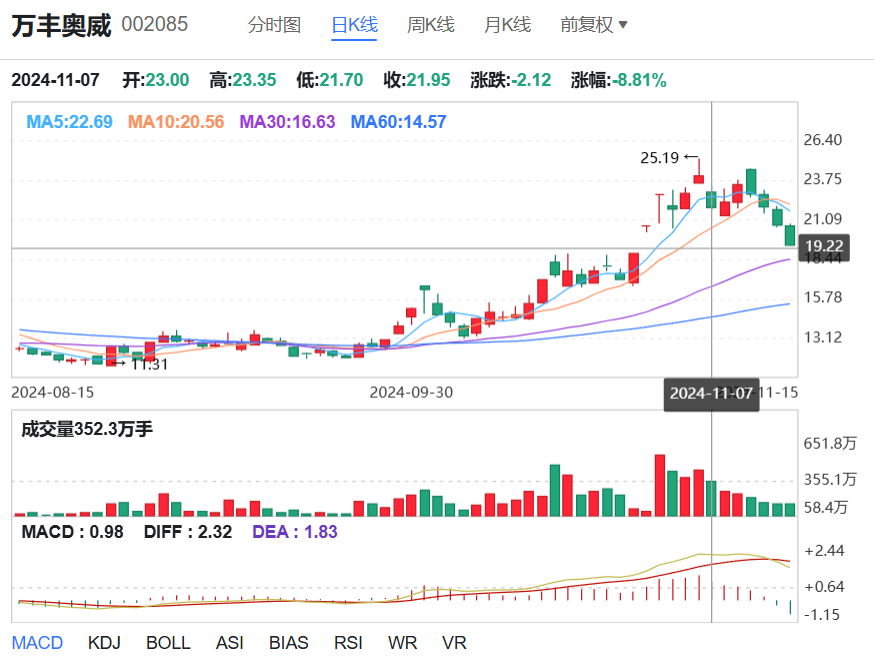 万丰奥威 002085 分时图 日K线 周K线 月K线 前复权▼
2024-11-07 开:23.00 高:23.35 低:21.70 收:21.95 涨跌:-2.12 涨幅:-8.81%
MA5:22.69 MA10:20.56 MA30:16.63 MA60:14.57
26.40
25.19←
23.75
21.09
19.22
18.44
15.78
13.12
→11.31
2024-08-15 2024-09-30 2024-11-07 11-15
成交量352.3万手
651.8万
355.1万
58.4万
MACD : 0.98 DIFF : 2.32 DEA : 1.83
+2.44
+0.64
-1.15
MACD KDJ BOLL ASI BIAS RSI WR VR